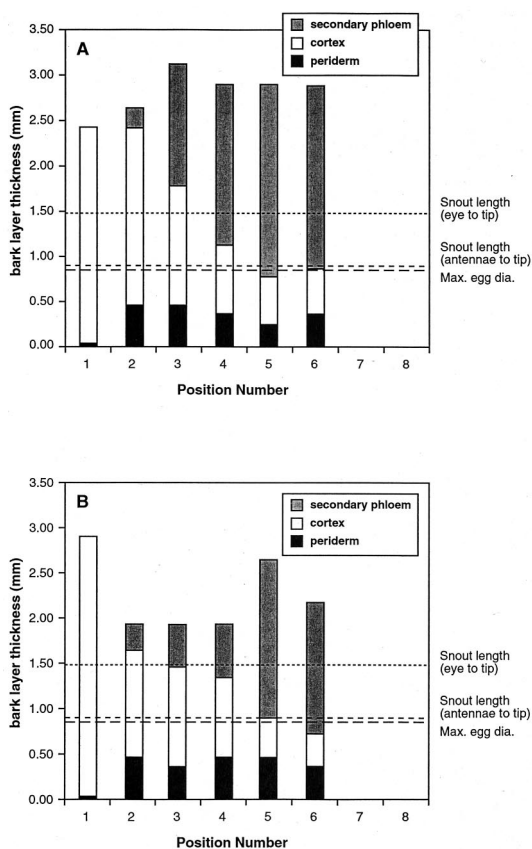 A
secondary phloem
cortex
periderm
3.50
3.00
2.50
2.00
1.50
1.00
0.50
0.00
bark layer thickness (mm)
Snout length
(eye to tip)
Snout length
(antennae to tip)
Max. egg dia.
1 2 3 4 5 6 7 8
Position Number
B
secondary phloem
cortex
periderm
3.50
3.00
2.50
2.00
1.50
1.00
0.50
0.00
bark layer thickness (mm)
Snout length
(eye to tip)
Snout length
(antennae to tip)
Max. egg dia.
1 2 3 4 5 6 7 8
Position Number